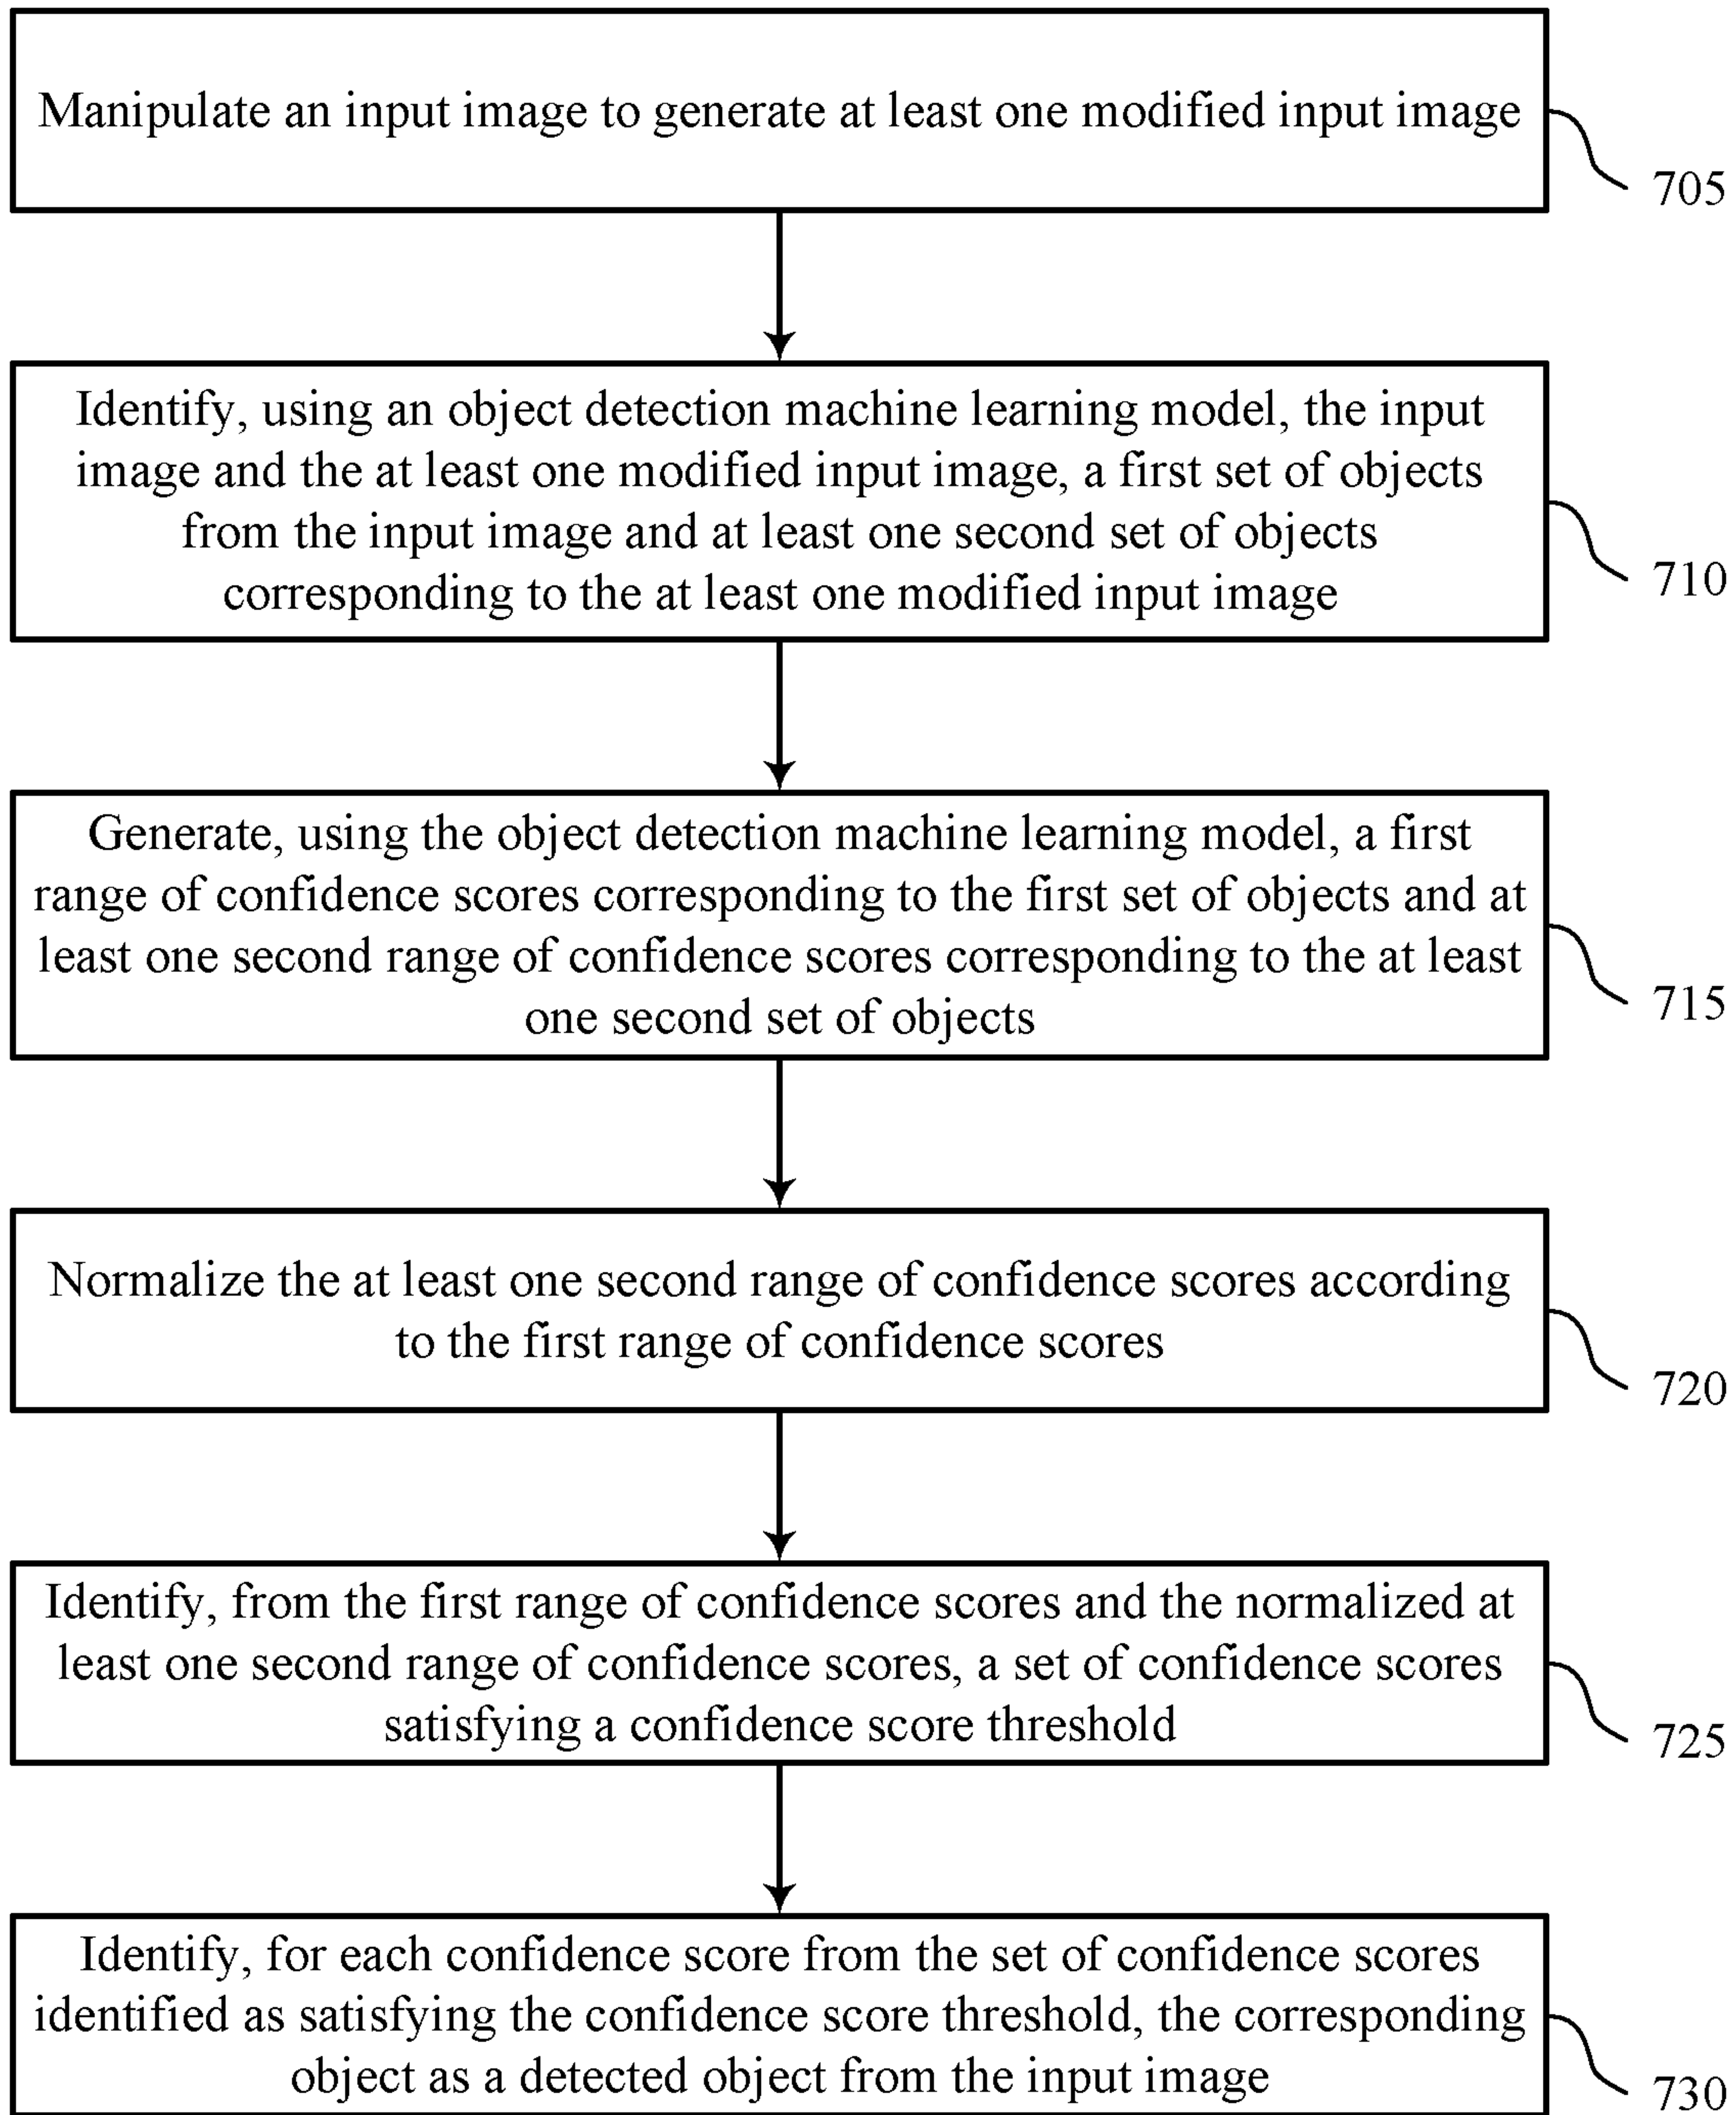 Manipulate an input image to generate at least one modified input image
705
Identify, using an object detection machine learning model, the input
image and the at least one modified input image, a first set of objects
from the input image and at least one second set of objects
corresponding to the at least one modified input image
710
Generate, using the object detection machine learning model, a first
range of confidence scores corresponding to the first set of objects and at
least one second range of confidence scores corresponding to the at least
one second set of objects
715
Normalize the at least one second range of confidence scores according
to the first range of confidence scores
720
Identify, from the first range of confidence scores and the normalized at
least one second range of confidence scores, a set of confidence scores
satisfying a confidence score threshold
725
Identify, for each confidence score from the set of confidence scores
identified as satisfying the confidence score threshold, the corresponding
object as a detected object from the input image
730